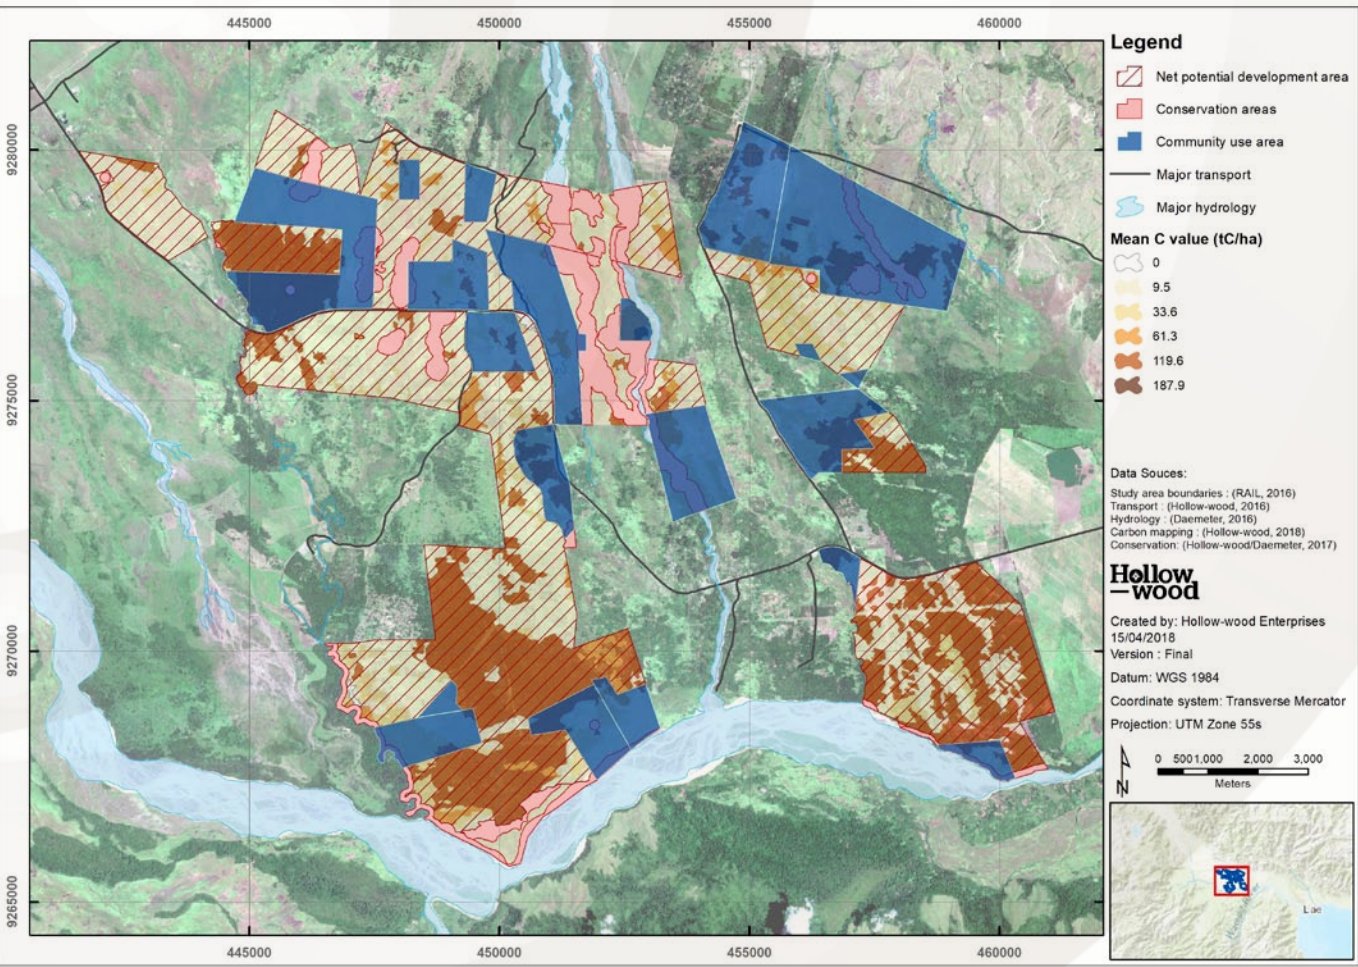 445000 450000 455000 460000
9280000
9275000
9270000
9265000
445000 450000 455000 460000
Legend
Net potential development area
Conservation areas
Community use area
Major transport
Major hydrology
Mean C value (tC/ha)
0
9.5
33.6
61.3
119.6
187.9
Data Souces:
Study area boundaries : (RAIL, 2016)
Transport : (Hollow-wood, 2016)
Hydrology : (Daemeter, 2016)
Carbon mapping : (Hollow-wood, 2018)
Conservation: (Hollow-wood/Daemeter, 2017)
Hollow
—wood
Created by: Hollow-wood Enterprises
15/04/2018
Version : Final
Datum: WGS 1984
Coordinate system: Transverse Mercator
Projection: UTM Zone 55s
N
0 500 1,000 2,000 3,000
Meters
Lae